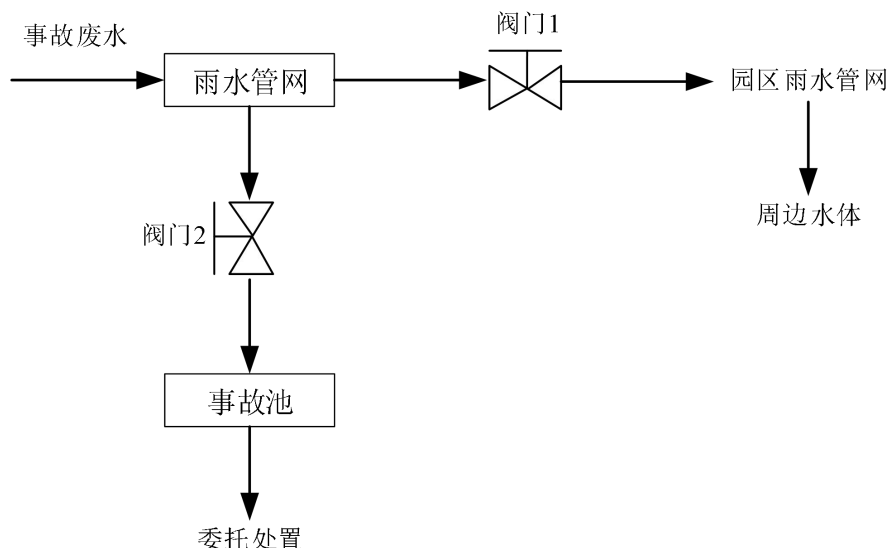 事故废水
阀门1
雨水管网
园区雨水管网
周边水体
阀门2
事故池
委托处置